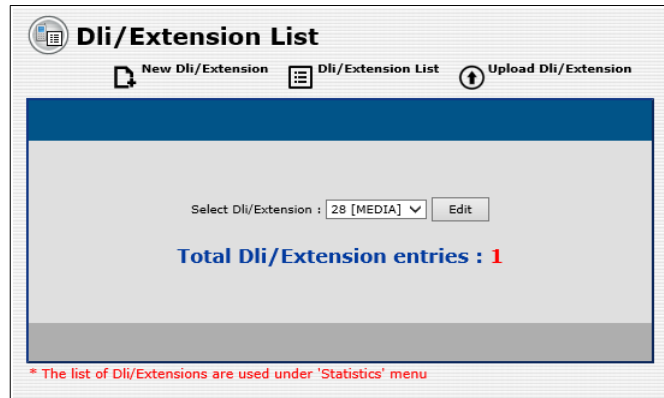 Dli/Extension List
New Dli/Extension Dli/Extension List Upload Dli/Extension
Select Dli/Extension : 28 [MEDIA] Edit
Total Dli/Extension entries : 1
* The list of Dli/Extensions are used under 'Statistics' menu